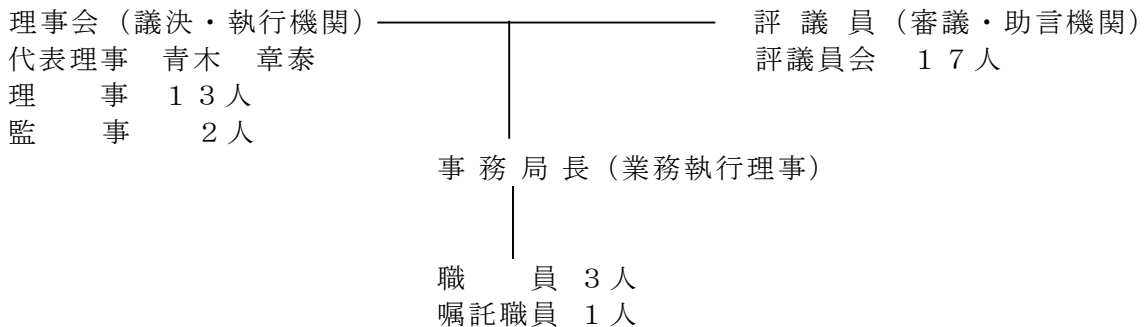 理事会（議決・執行機関）
代表理事　青木　章泰
理　　事　１３人
監　　事　　２人
評 議 員（審議・助言機関）
評議員会　１７人
事 務 局 長（業務執行理事）
職　　員　３人
嘱託職員　１人